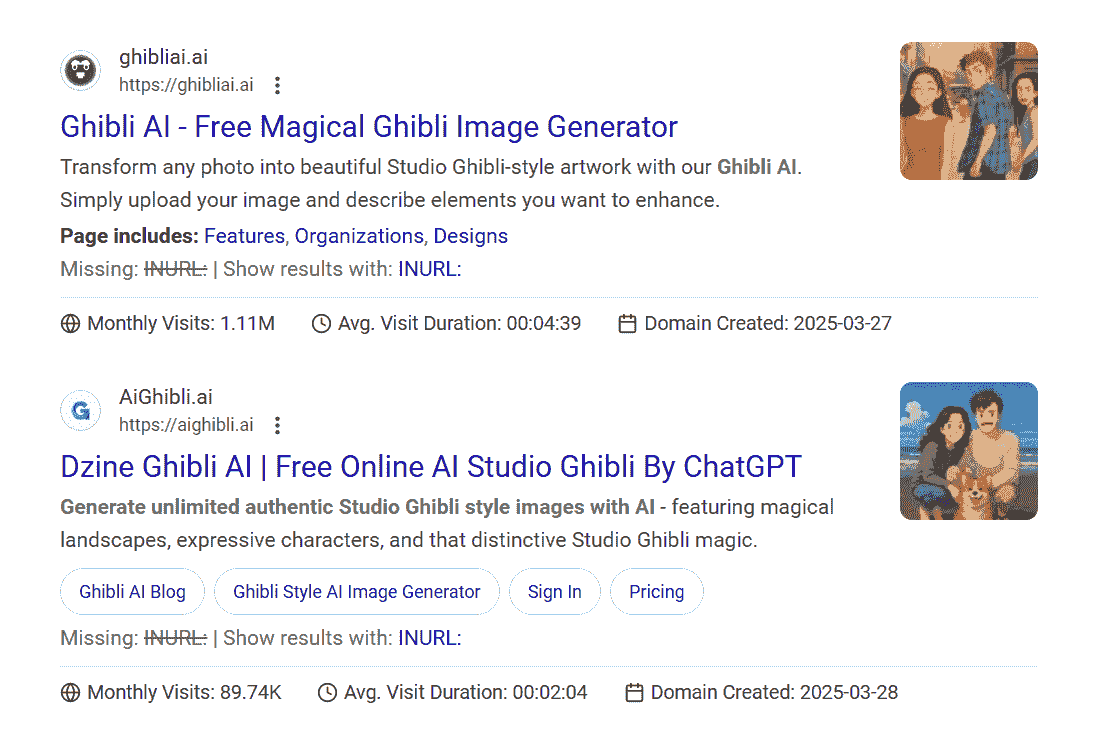 ghibliai.ai
https://ghibliai.ai
Ghibli AI - Free Magical Ghibli Image Generator
Transform any photo into beautiful Studio Ghibli-style artwork with our Ghibli AI.
Simply upload your image and describe elements you want to enhance.
Page includes: Features, Organizations, Designs
Missing: INURL: | Show results with: INURL:
Monthly Visits: 1.11M Avg. Visit Duration: 00:04:39 Domain Created: 2025-03-27
AiGhibli.ai
G
https://aighibli.ai
Dzine Ghibli AI | Free Online AI Studio Ghibli By ChatGPT
Generate unlimited authentic Studio Ghibli style images with AI - featuring magical
landscapes, expressive characters, and that distinctive Studio Ghibli magic.
Ghibli AI Blog Ghibli Style AI Image Generator Sign In Pricing
Missing: INURL: | Show results with: INURL:
Monthly Visits: 89.74K Avg. Visit Duration: 00:02:04 Domain Created: 2025-03-28